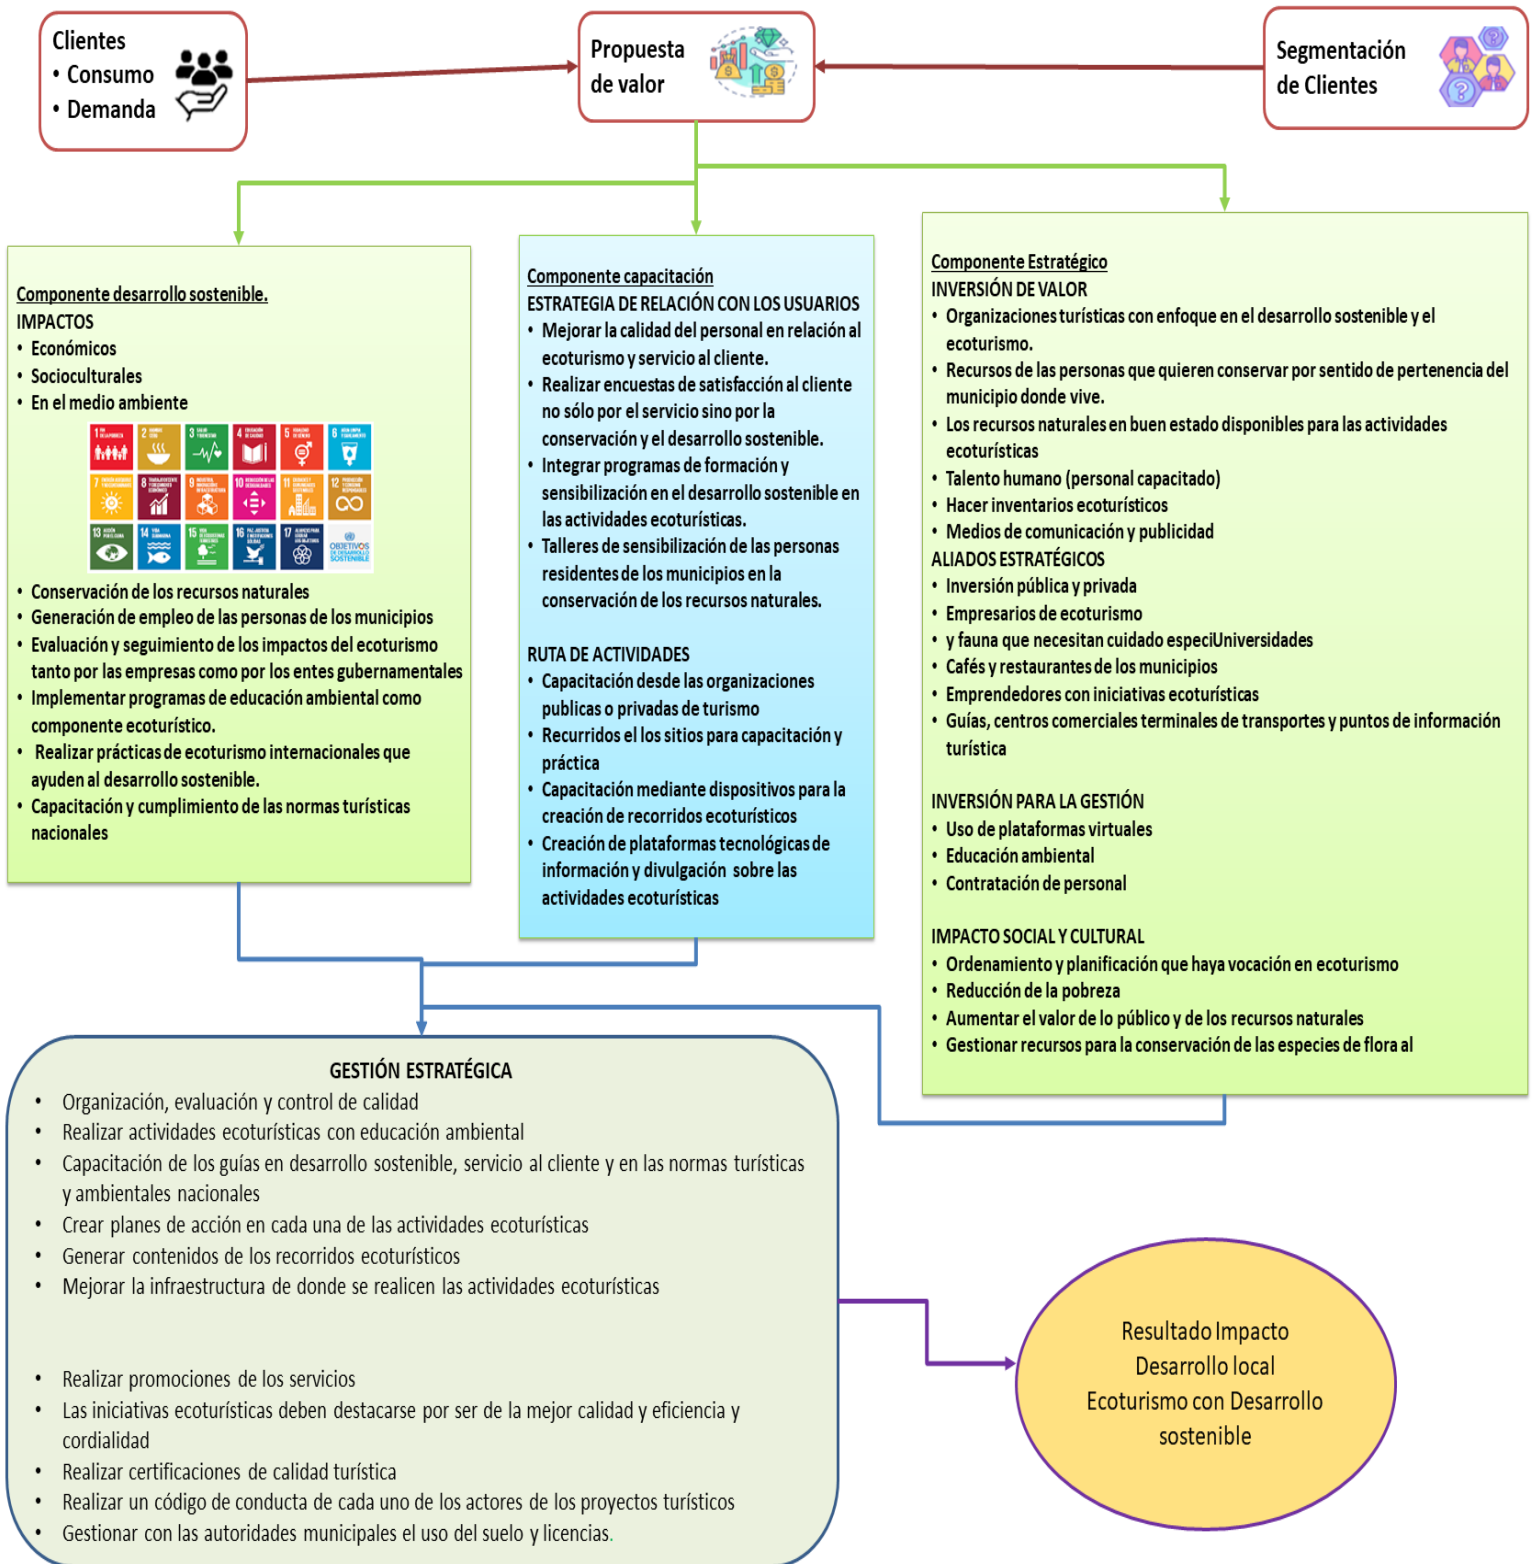 Clientes
• Consumo
• Demanda
Propuesta
de valor
Segmentación
de Clientes
Componente desarrollo sostenible.
IMPACTOS
• Económicos
• Socioculturales
• En el medio ambiente
1
2
3
4
5
6
7
8
9
10
11
12
13
14
15
16
17
OBJETIVOS
DE DESARROLLO
SOSTENIBLE
• Conservación de los recursos naturales
• Generación de empleo de las personas de los municipios
• Evaluación y seguimiento de los impactos del ecoturismo
tanto por las empresas como por los entes gubernamentales
• Implementar programas de educación ambiental como
componente ecoturístico.
• Realizar prácticas de ecoturismo internacionales que
ayuden al desarrollo sostenible.
• Capacitación y cumplimiento de las normas turísticas
nacionales
Componente capacitación
ESTRATEGIA DE RELACIÓN CON LOS USUARIOS
• Mejorar la calidad del personal en relación al
ecoturismo y servicio al cliente.
• Realizar encuestas de satisfacción al cliente
no sólo por el servicio sino por la
conservación y el desarrollo sostenible.
• Integrar programas de formación y
sensibilización en el desarrollo sostenible en
las actividades ecoturísticas.
• Talleres de sensibilización de las personas
residentes de los municipios en la
conservación de los recursos naturales.
RUTA DE ACTIVIDADES
• Capacitación desde las organizaciones
publicas o privadas de turismo
• Recurridos el los sitios para capacitación y
práctica
• Capacitación mediante dispositivos para la
creación de recorridos ecoturísticos
• Creación de plataformas tecnológicas de
información y divulgación sobre las
actividades ecoturísticas
Componente Estratégico
INVERSIÓN DE VALOR
• Organizaciones turísticas con enfoque en el desarrollo sostenible y el
ecoturismo.
• Recursos de las personas que quieren conservar por sentido de pertenencia del
municipio donde vive.
• Los recursos naturales en buen estado disponibles para las actividades
ecoturísticas
• Talento humano (personal capacitado)
• Hacer inventarios ecoturísticos
• Medios de comunicación y publicidad
ALIADOS ESTRATÉGICOS
• Inversión pública y privada
• Empresarios de ecoturismo
• y fauna que necesitan cuidado especiUniversidades
• Cafés y restaurantes de los municipios
• Emprendedores con iniciativas ecoturísticas
• Guías, centros comerciales terminales de transportes y puntos de información
turística
INVERSIÓN PARA LA GESTIÓN
• Uso de plataformas virtuales
• Educación ambiental
• Contratación de personal
IMPACTO SOCIAL Y CULTURAL
• Ordenamiento y planificación que haya vocación en ecoturismo
• Reducción de la pobreza
• Aumentar el valor de lo público y de los recursos naturales
• Gestionar recursos para la conservación de las especies de flora al
GESTIÓN ESTRATÉGICA
• Organización, evaluación y control de calidad
• Realizar actividades ecoturísticas con educación ambiental
• Capacitación de los guías en desarrollo sostenible, servicio al cliente y en las normas turísticas
y ambientales nacionales
• Crear planes de acción en cada una de las actividades ecoturísticas
• Generar contenidos de los recorridos ecoturísticos
• Mejorar la infraestructura de donde se realicen las actividades ecoturísticas
• Realizar promociones de los servicios
• Las iniciativas ecoturísticas deben destacarse por ser de la mejor calidad y eficiencia y
cordialidad
• Realizar certificaciones de calidad turística
• Realizar un código de conducta de cada uno de los actores de los proyectos turísticos
• Gestionar con las autoridades municipales el uso del suelo y licencias.
Resultado Impacto
Desarrollo local
Ecoturismo con Desarrollo
sostenible